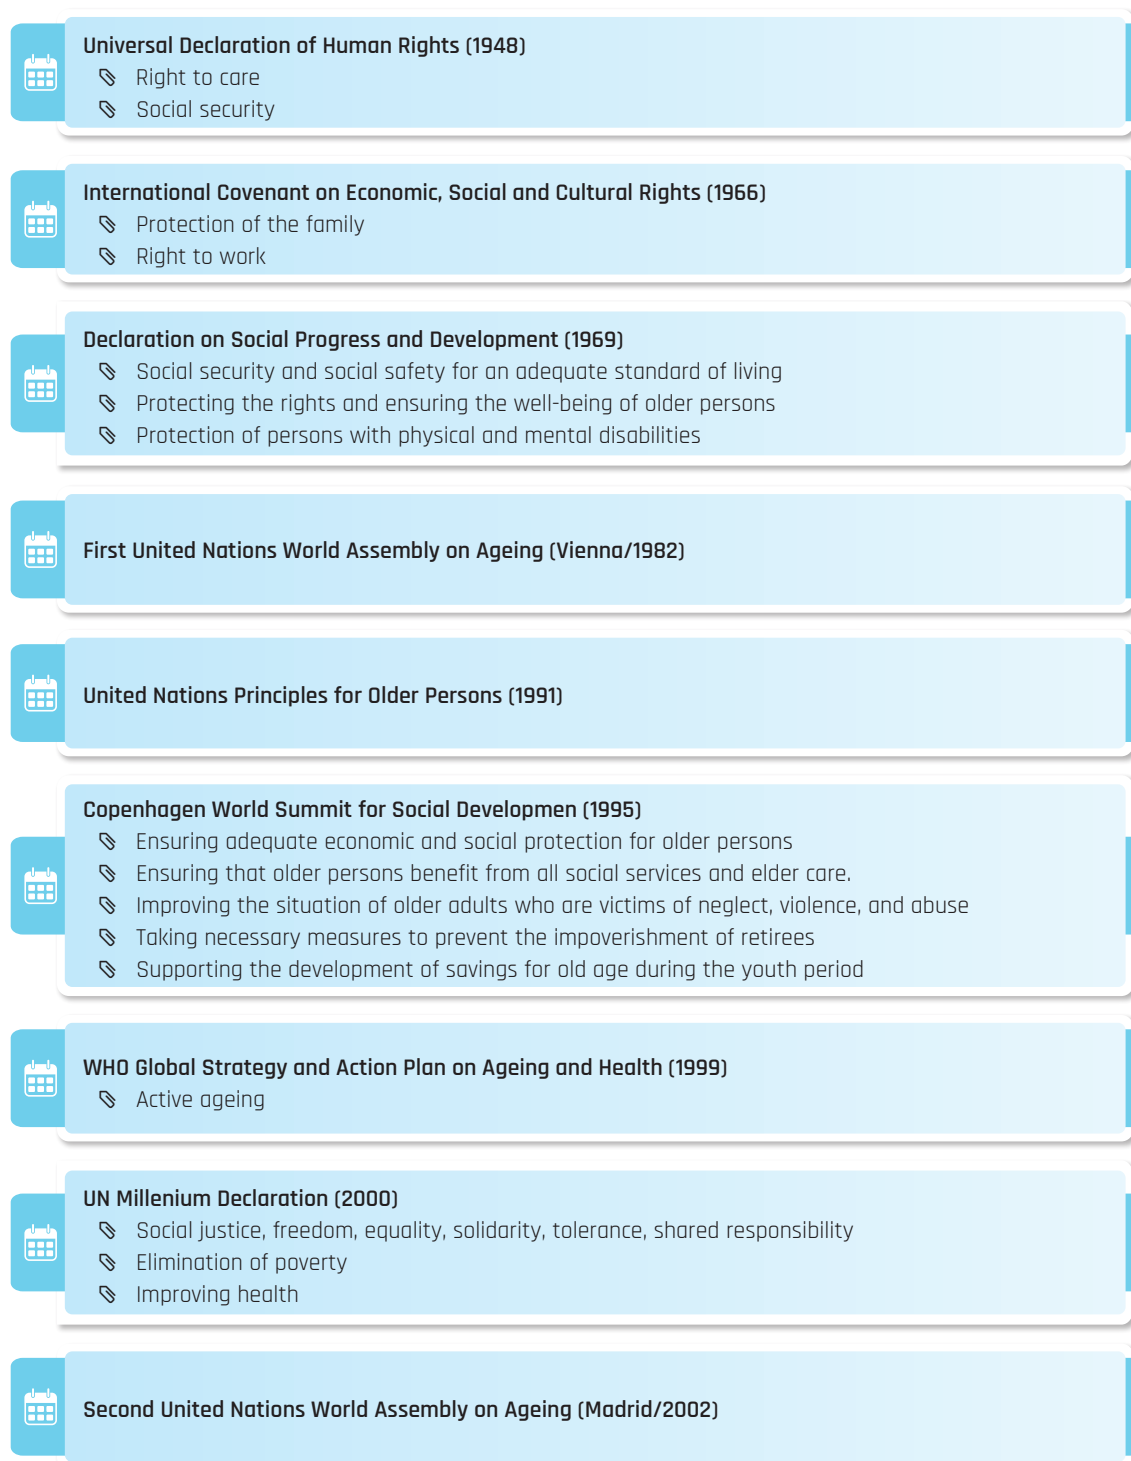 Universal Declaration of Human Rights (1948)
Right to care
Social security
International Covenant on Economic, Social and Cultural Rights (1966)
Protection of the family
Right to work
Declaration on Social Progress and Development (1969)
Social security and social safety for an adequate standard of living
Protecting the rights and ensuring the well-being of older persons
Protection of persons with physical and mental disabilities
First United Nations World Assembly on Ageing (Vienna/1982)
United Nations Principles for Older Persons (1991)
Copenhagen World Summit for Social Developmen (1995)
Ensuring adequate economic and social protection for older persons
Ensuring that older persons benefit from all social services and elder care.
Improving the situation of older adults who are victims of neglect, violence, and abuse
Taking necessary measures to prevent the impoverishment of retirees
Supporting the development of savings for old age during the youth period
WHO Global Strategy and Action Plan on Ageing and Health (1999)
Active ageing
UN Millenium Declaration (2000)
Social justice, freedom, equality, solidarity, tolerance, shared responsibility
Elimination of poverty
Improving health
Second United Nations World Assembly on Ageing (Madrid/2002)